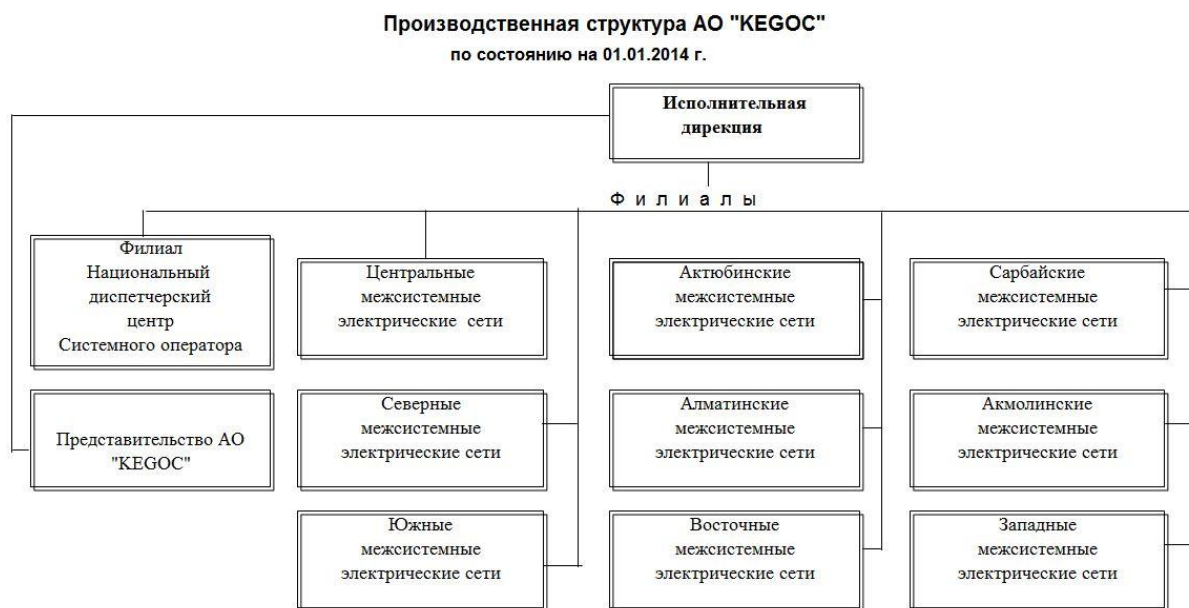 Производственная структура АО "KEGOC"
по состоянию на 01.01.2014 г.
Исполнительная
дирекция
Ф и л и а л ы
Филиал
Национальный
диспетчерский
центр
Системного оператора
Центральные
межсистемные
электрические сети
Актюбинские
межсистемные
электрические сети
Сарбайские
межсистемные
электрические сети
Представительство АО
"KEGOC"
Северные
межсистемные
электрические сети
Алматинские
межсистемные
электрические сети
Акмолинские
межсистемные
электрические сети
Южные
межсистемные
электрические сети
Восточные
межсистемные
электрические сети
Западные
межсистемные
электрические сети